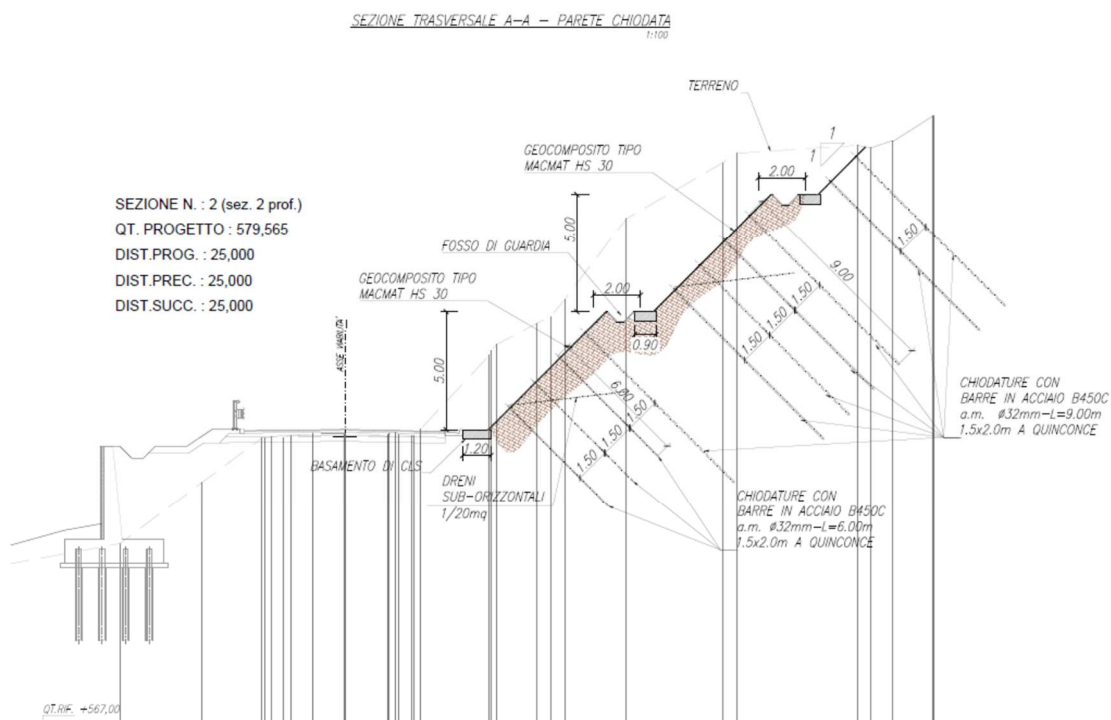 SEZIONE TRASVERSALE A-A - PARETE CHIODATA
1:100
TERRENO
1
1
GEOCOMPOSITO TIPO
MACMAT HS 30
2.00
SEZIONE N. : 2 (sez. 2 prof.)
QT. PROGETTO : 579,565
DIST.PROG. : 25,000
DIST.PREC. : 25,000
DIST.SUCC. : 25,000
5.00
FOSSO DI GUARDIA
1.50
9.00
GEOCOMPOSITO TIPO
MACMAT HS 30
2.00
1.50
1.50
1.50
0.90
ASSE VIABILITA'
5.00
6.00
CHIODATURE CON
BARRE IN ACCIAIO B450C
a.m. ø32mm-L=9.00m
1.5x2.0m A QUINCONCE
1.20
1.50
1.50
1.50
BASAMENTO DI CLS
DRENI
SUB-ORIZZONTALI
1/20mq
CHIODATURE CON
BARRE IN ACCIAIO B450C
a.m. ø32mm-L=6.00m
1.5x2.0m A QUINCONCE
QT.RIF. +567,00